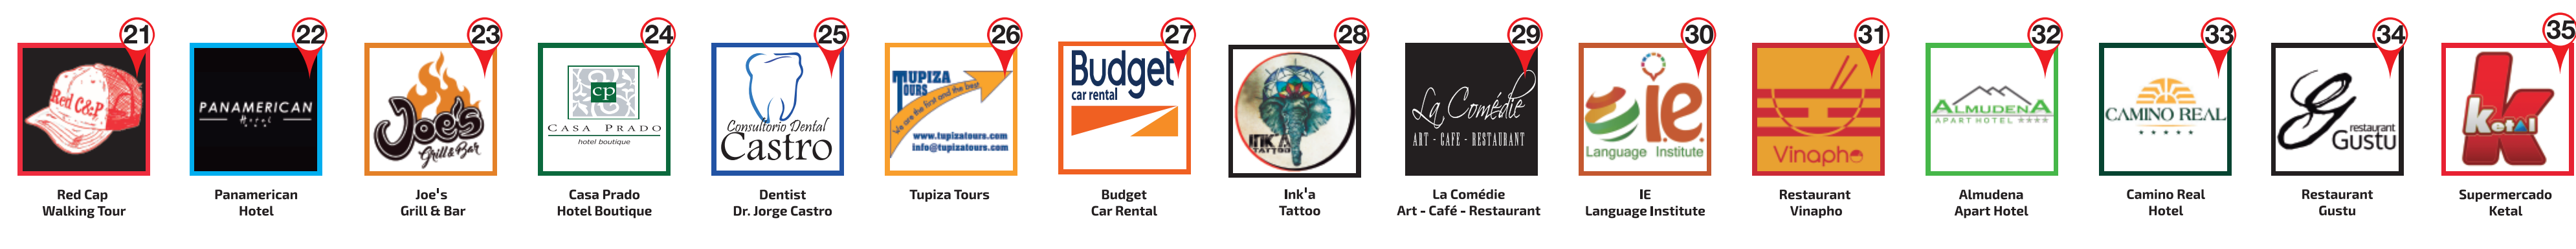 21
Red C&P
Red Cap
Walking Tour
22
PANAMERICAN
Hotel
Panamerican
Hotel
23
Joe's
Grill & Bar
Joe's
Grill & Bar
24
cp
CASA PRADO
hotel boutique
Casa Prado
Hotel Boutique
25
Consultorio Dental
Castro
Dentist
Dr. Jorge Castro
26
TUPIZA
TOURS
We are the first and the best
www.tupizatours.com
info@tupizatours.com
Tupiza Tours
27
Budget
car rental
Budget
Car Rental
28
INK'A
TATTOO
Ink'a
Tattoo
29
La Comédie
ART - CAFE - RESTAURANT
La Comédie
Art - Café - Restaurant
30
ie.
Language Institute
IE
Language Institute
31
Vinapho
Restaurant
Vinapho
32
ALMUDENA
APART HOTEL ★★★★
Almudena
Apart Hotel
33
CAMINO REAL
Camino Real
Hotel
34
g
restaurant
Gustu
Restaurant
Gustu
35
k
Ketal
Supermercado
Ketal